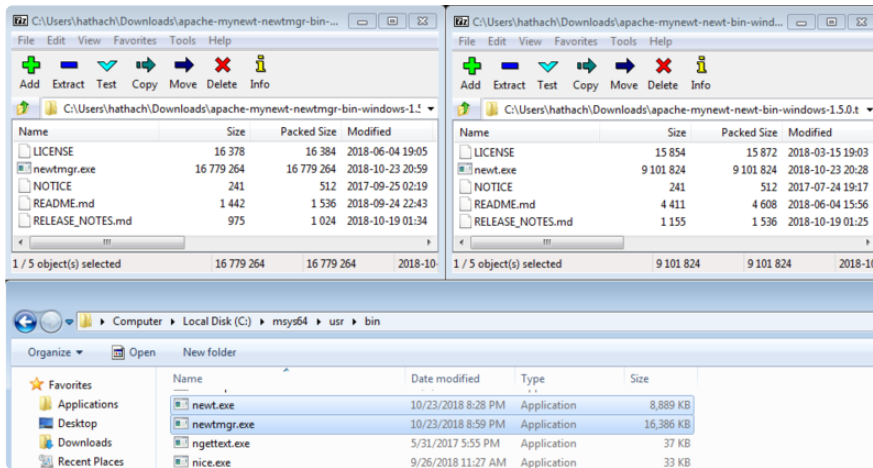 C:\Users\hathach\Downloads\apache-mynewt-newtmgr-bin-...
File Edit View Favorites Tools Help
Add Extract Test Copy Move Delete Info
C:\Users\hathach\Downloads\apache-mynewt-newtmgr-bin-windows-1.5
Name Size Packed Size Modified
LICENSE 16 378 16 384 2018-06-04 19:05
newtmgr.exe 16 779 264 16 779 264 2018-10-23 20:59
NOTICE 241 512 2017-09-25 02:19
README.md 1 442 1 536 2018-09-24 22:43
RELEASE_NOTES.md 975 1 024 2018-10-19 01:34
1 / 5 object(s) selected 16 779 264 16 779 264 2018-10-
C:\Users\hathach\Downloads\apache-mynewt-newt-bin-wind...
File Edit View Favorites Tools Help
Add Extract Test Copy Move Delete Info
C:\Users\hathach\Downloads\apache-mynewt-newt-bin-windows-1.5.0.t
Name Size Packed Size Modified
LICENSE 15 854 15 872 2018-03-15 19:03
newt.exe 9 101 824 9 101 824 2018-10-23 20:28
NOTICE 241 512 2017-07-24 19:17
README.md 4 411 4 608 2018-06-04 15:56
RELEASE_NOTES.md 1 155 1 536 2018-10-19 01:25
1 / 5 object(s) selected 9 101 824 9 101 824 2018-10
Computer Local Disk (C:) msys64 usr bin
Organize Open New folder
Favorites
Applications
Desktop
Downloads
Recent Places
Name Date modified Type Size
newt.exe 10/23/2018 8:28 PM Application 8,889 KB
newtmgr.exe 10/23/2018 8:59 PM Application 16,386 KB
ngettext.exe 5/31/2017 5:55 PM Application 37 KB
nice.exe 9/26/2018 11:27 AM Application 33 KB